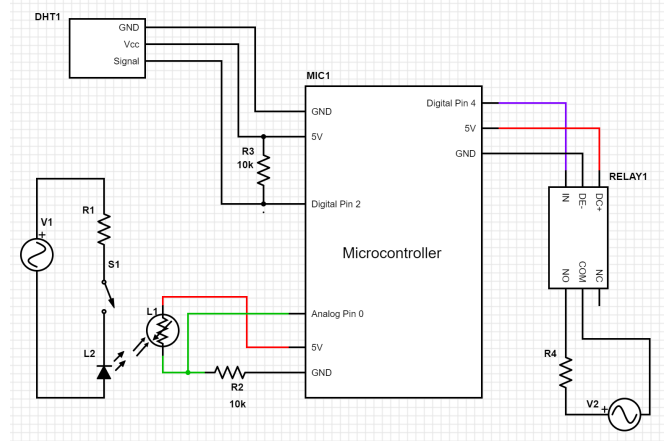 DHT1
GND
Vcc
Signal
MIC1
GND
5V
R3
10k
Digital Pin 2
Microcontroller
Digital Pin 4
5V
GND
RELAY1
IN
DE-
DC+
NO
COM
NC
V1
+
R1
S1
L2
L1
Analog Pin 0
5V
GND
R2
10k
R4
V2
+